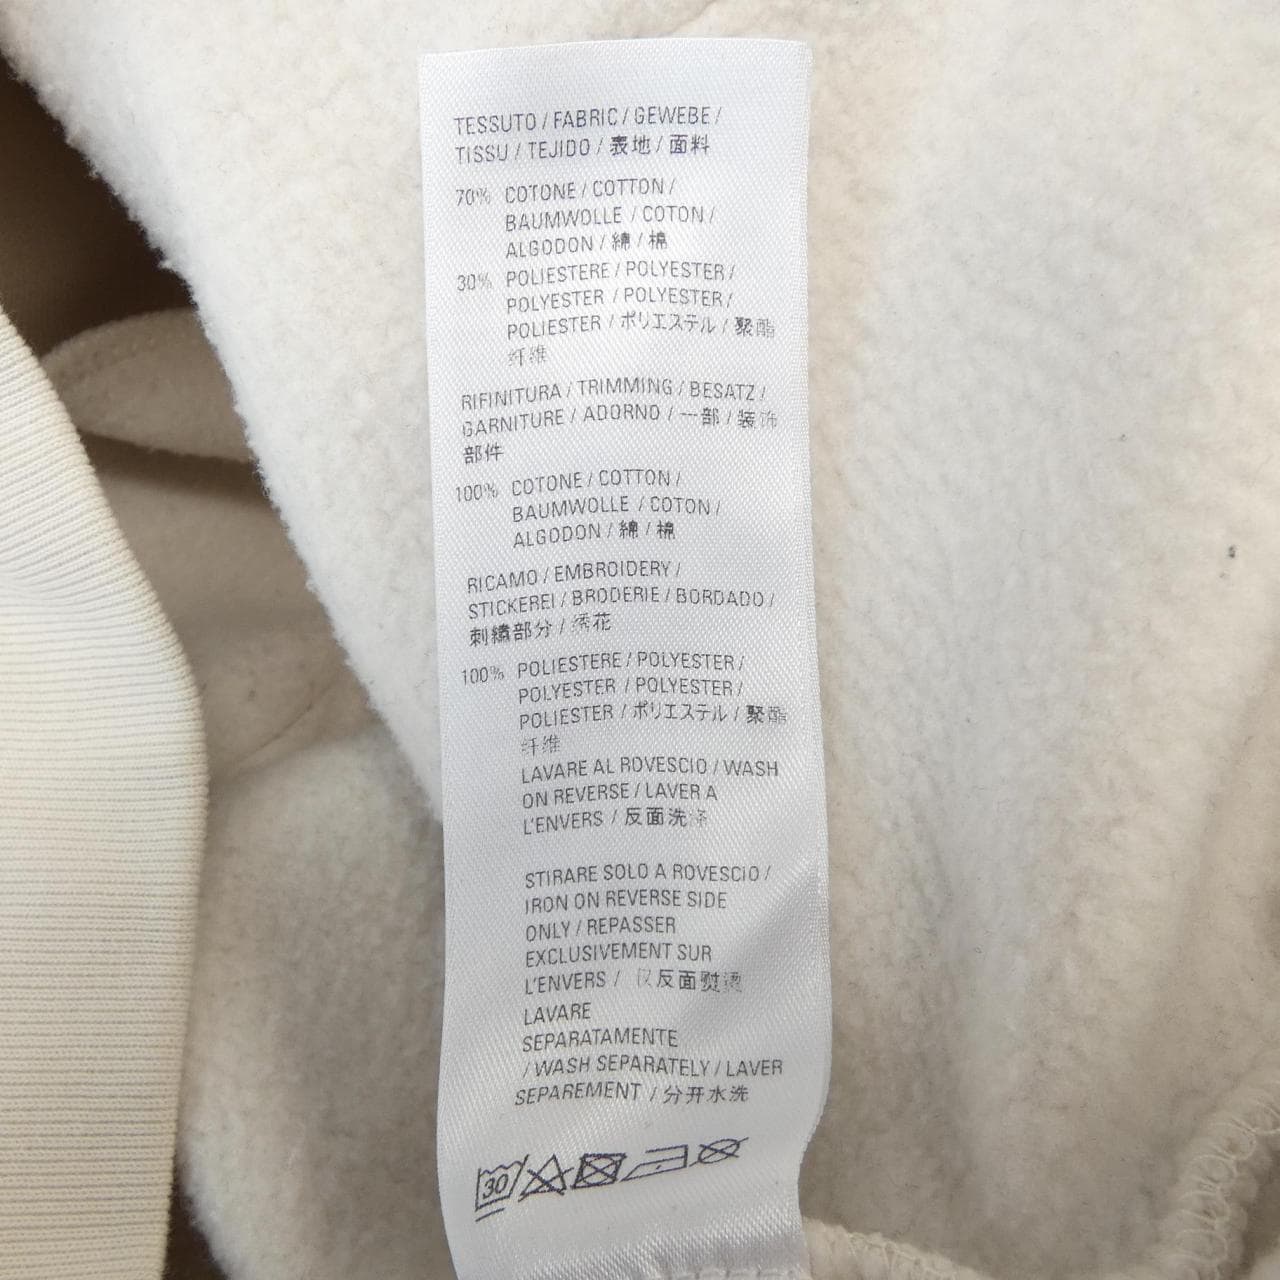 TESSUTO / FABRIC / GEWEBE /
TISSU / TEJIDO / 表地 / 面料
70% COTONE / COTTON /
BAUMWOLLE / COTON /
ALGODON / 綿 / 棉
30% POLIESTERE / POLYESTER /
POLYESTER / POLYESTER /
POLIESTER / ポリエステル / 聚酯
纤维
RIFINITURA / TRIMMING / BESATZ /
GARNITURE / ADORNO / 一部 / 装饰
部件
100% COTONE / COTTON /
BAUMWOLLE / COTON /
ALGODON / 綿 / 棉
RICAMO / EMBROIDERY /
STICKEREI / BRODERIE / BORDADO /
刺繍部分 / 绣花
100% POLIESTERE / POLYESTER /
POLYESTER / POLYESTER /
POLIESTER / ポリエステル / 聚酯
纤维
LAVARE AL ROVESCIO / WASH
ON REVERSE / LAVER A
L'ENVERS / 反面洗涤
STIRARE SOLO A ROVESCIO /
IRON ON REVERSE SIDE
ONLY / REPASSER
EXCLUSIVEMENT SUR
L'ENVERS / 仅反面熨烫
LAVARE
SEPARATAMENTE
/ WASH SEPARATELY / LAVER
SEPAREMENT / 分开水洗
30